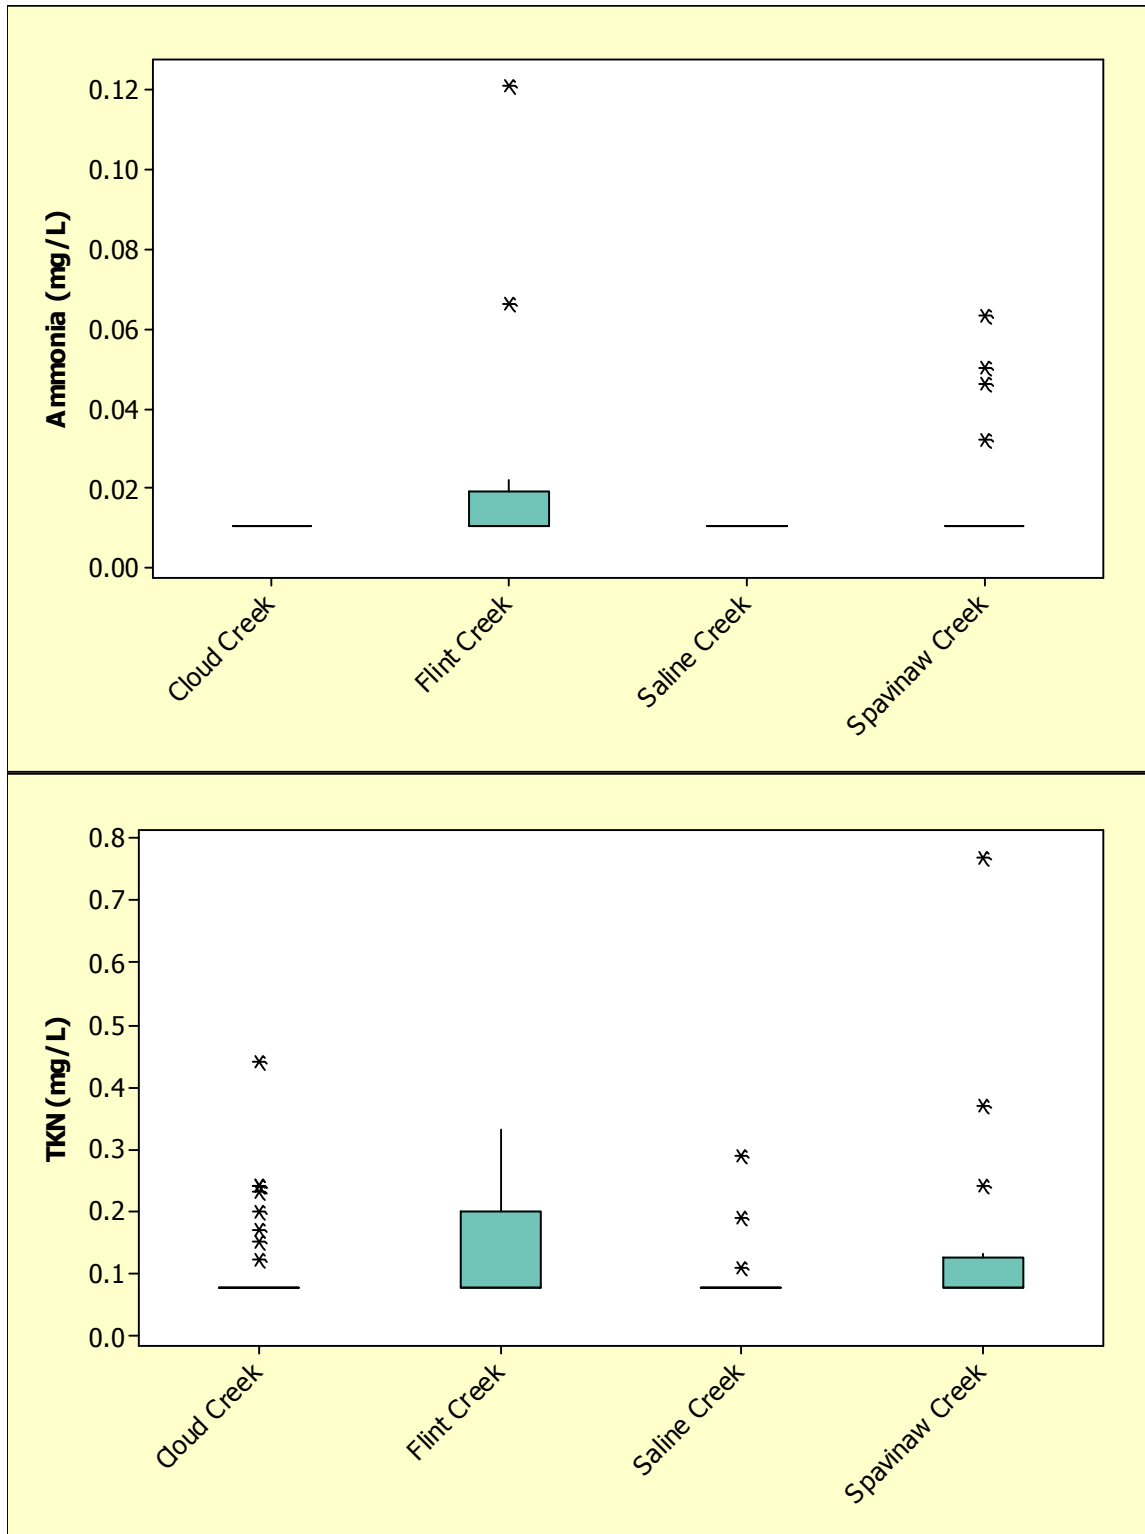 0.12
0.10
0.08
0.06
0.04
0.02
0.00
Ammonia (mg/L)
Cloud Creek
Flint Creek
Saline Creek
Spavinaw Creek
0.8
0.7
0.6
0.5
0.4
0.3
0.2
0.1
0.0
TKN (mg/L)
Cloud Creek
Flint Creek
Saline Creek
Spavinaw Creek